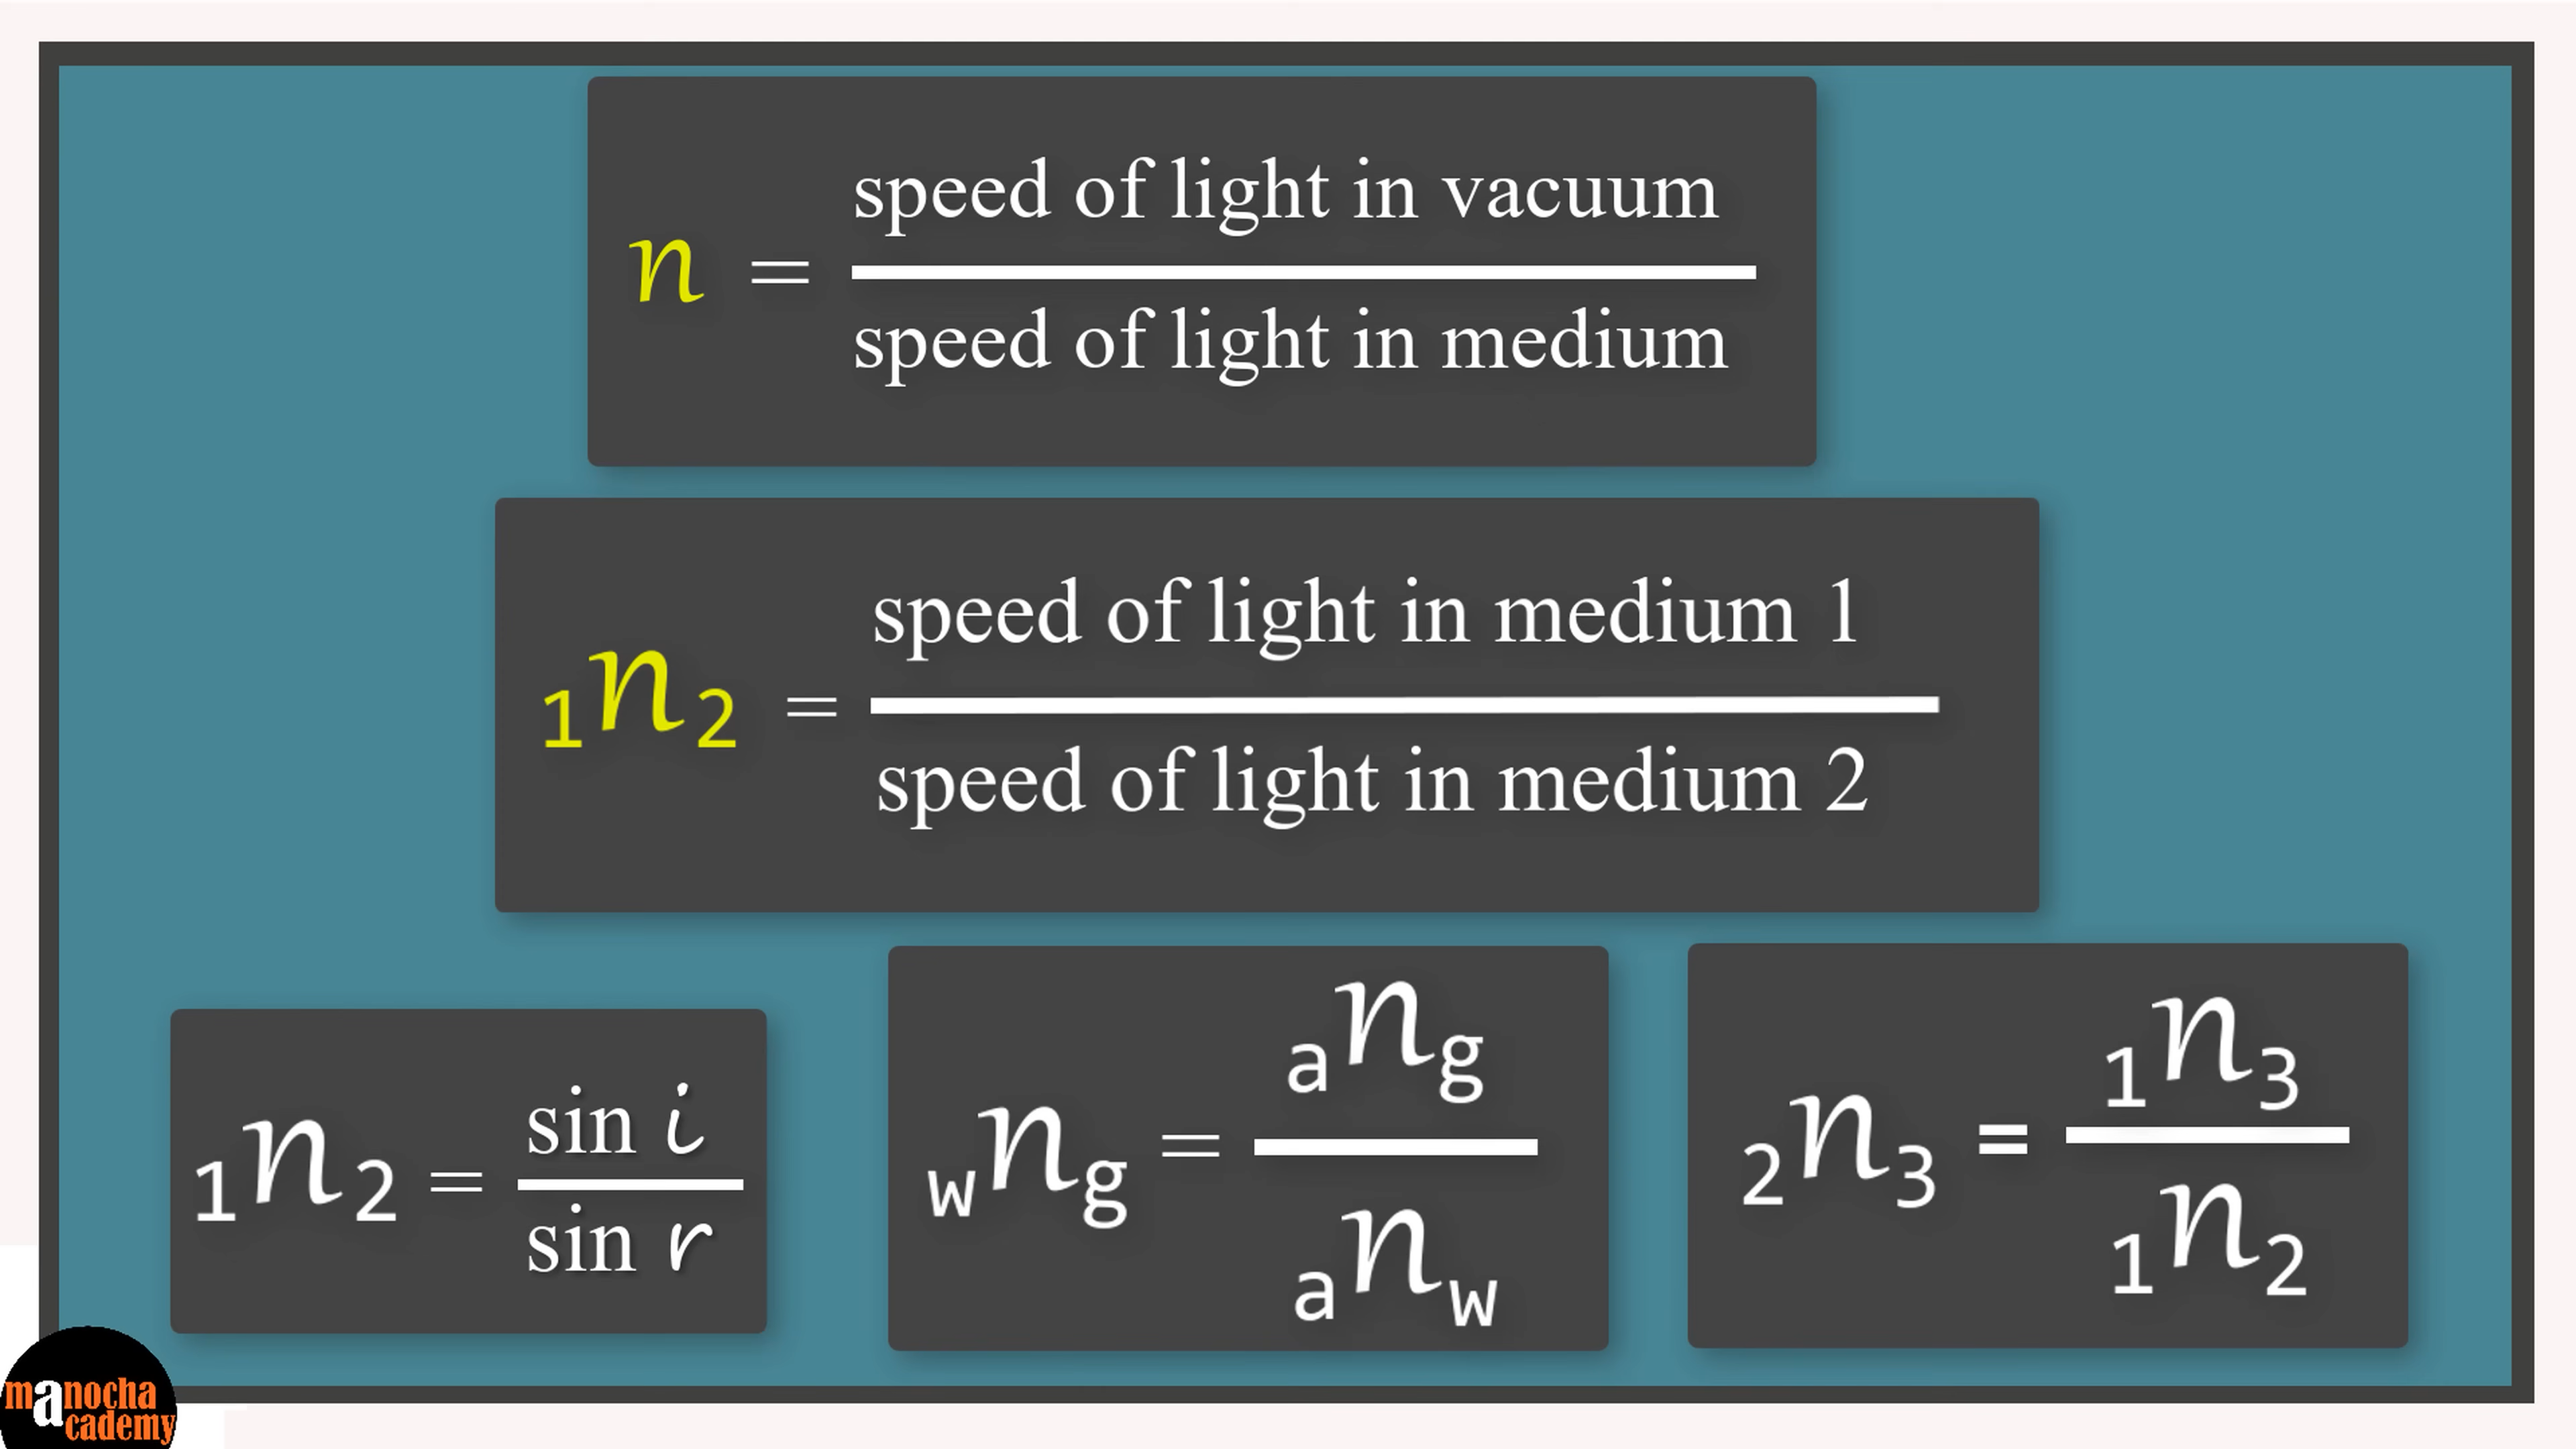 n = speed of light in vacuum / speed of light in medium
₁n₂ = speed of light in medium 1 / speed of light in medium 2
₁n₂ = sin i / sin r
wng = ang / anw
₂n₃ = ₁n₃ / ₁n₂
manocha
academy